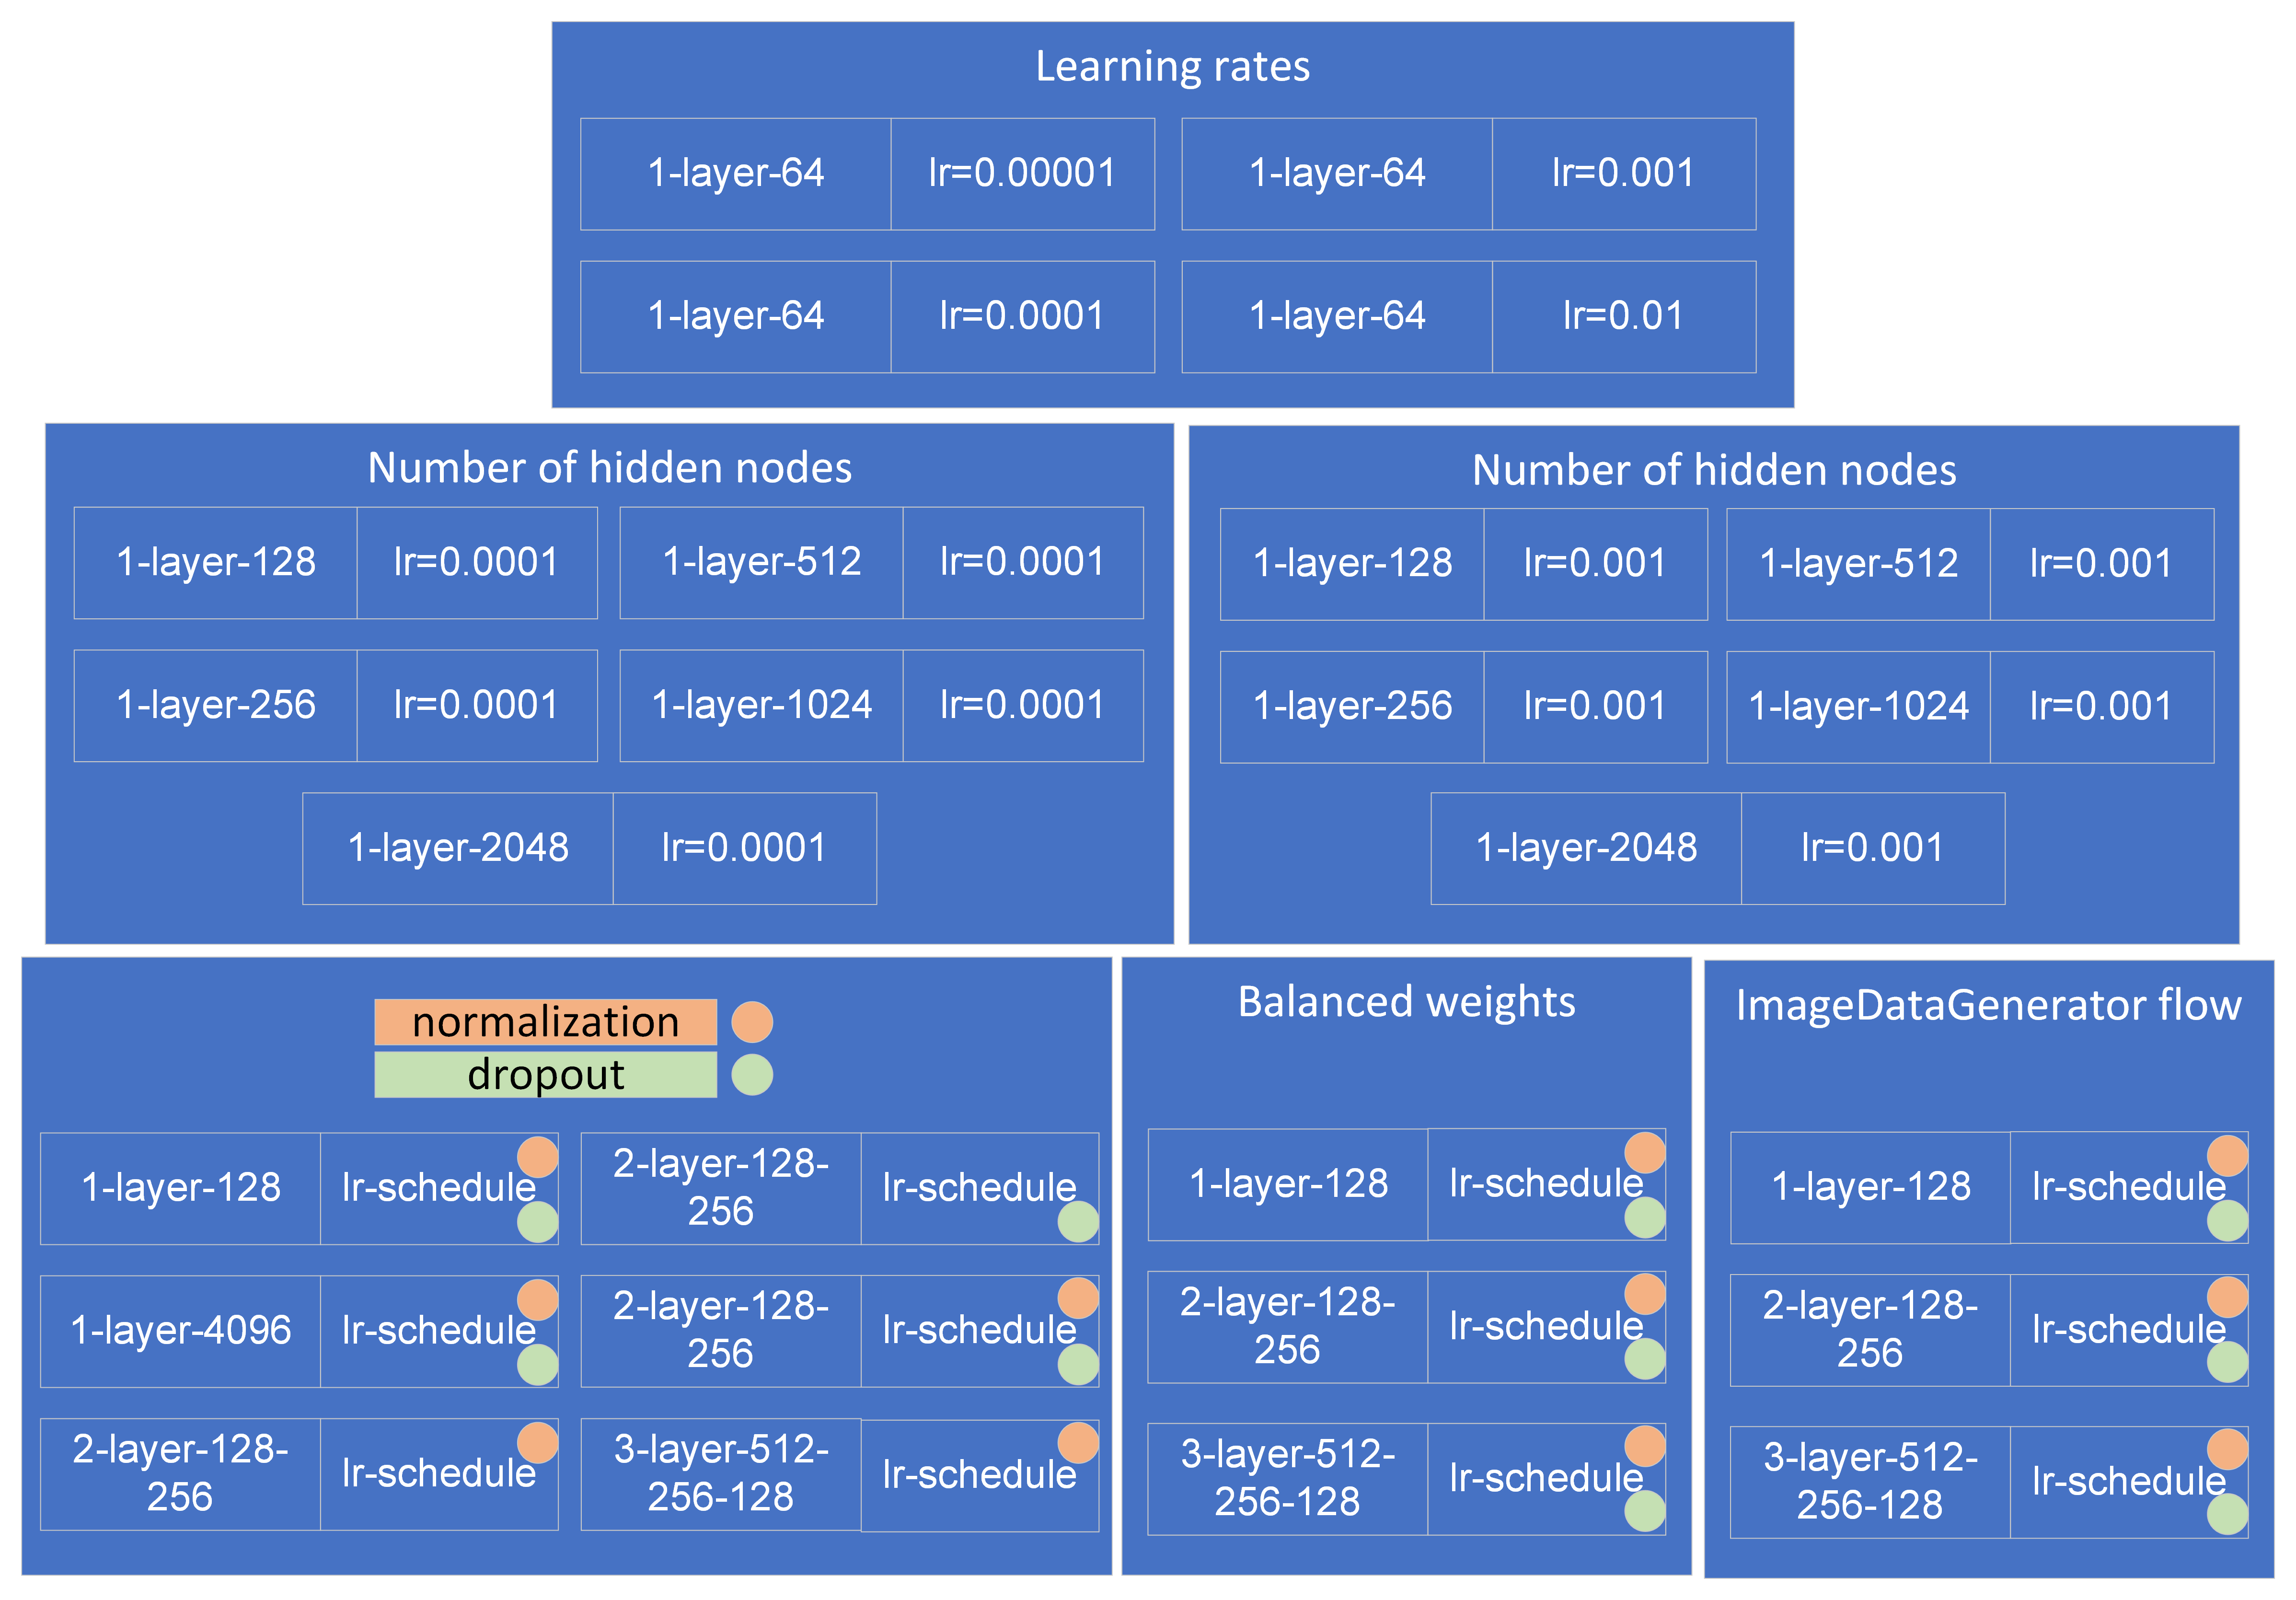 Learning rates
1-layer-64 lr=0.00001 1-layer-64 lr=0.001
1-layer-64 lr=0.0001 1-layer-64 lr=0.01
Number of hidden nodes
1-layer-128 lr=0.0001 1-layer-512 lr=0.0001
1-layer-256 lr=0.0001 1-layer-1024 lr=0.0001
1-layer-2048 lr=0.0001
Number of hidden nodes
1-layer-128 lr=0.001 1-layer-512 lr=0.001
1-layer-256 lr=0.001 1-layer-1024 lr=0.001
1-layer-2048 lr=0.001
normalization
dropout
1-layer-128 lr-schedule
2-layer-128-
256
lr-schedule
1-layer-4096 lr-schedule
2-layer-128-
256
lr-schedule
2-layer-128-
256
lr-schedule
3-layer-512-
256-128
lr-schedule
Balanced weights
1-layer-128 lr-schedule
2-layer-128-
256
lr-schedule
3-layer-512-
256-128
lr-schedule
ImageDataGenerator flow
1-layer-128 lr-schedule
2-layer-128-
256
lr-schedule
3-layer-512-
256-128
lr-schedule